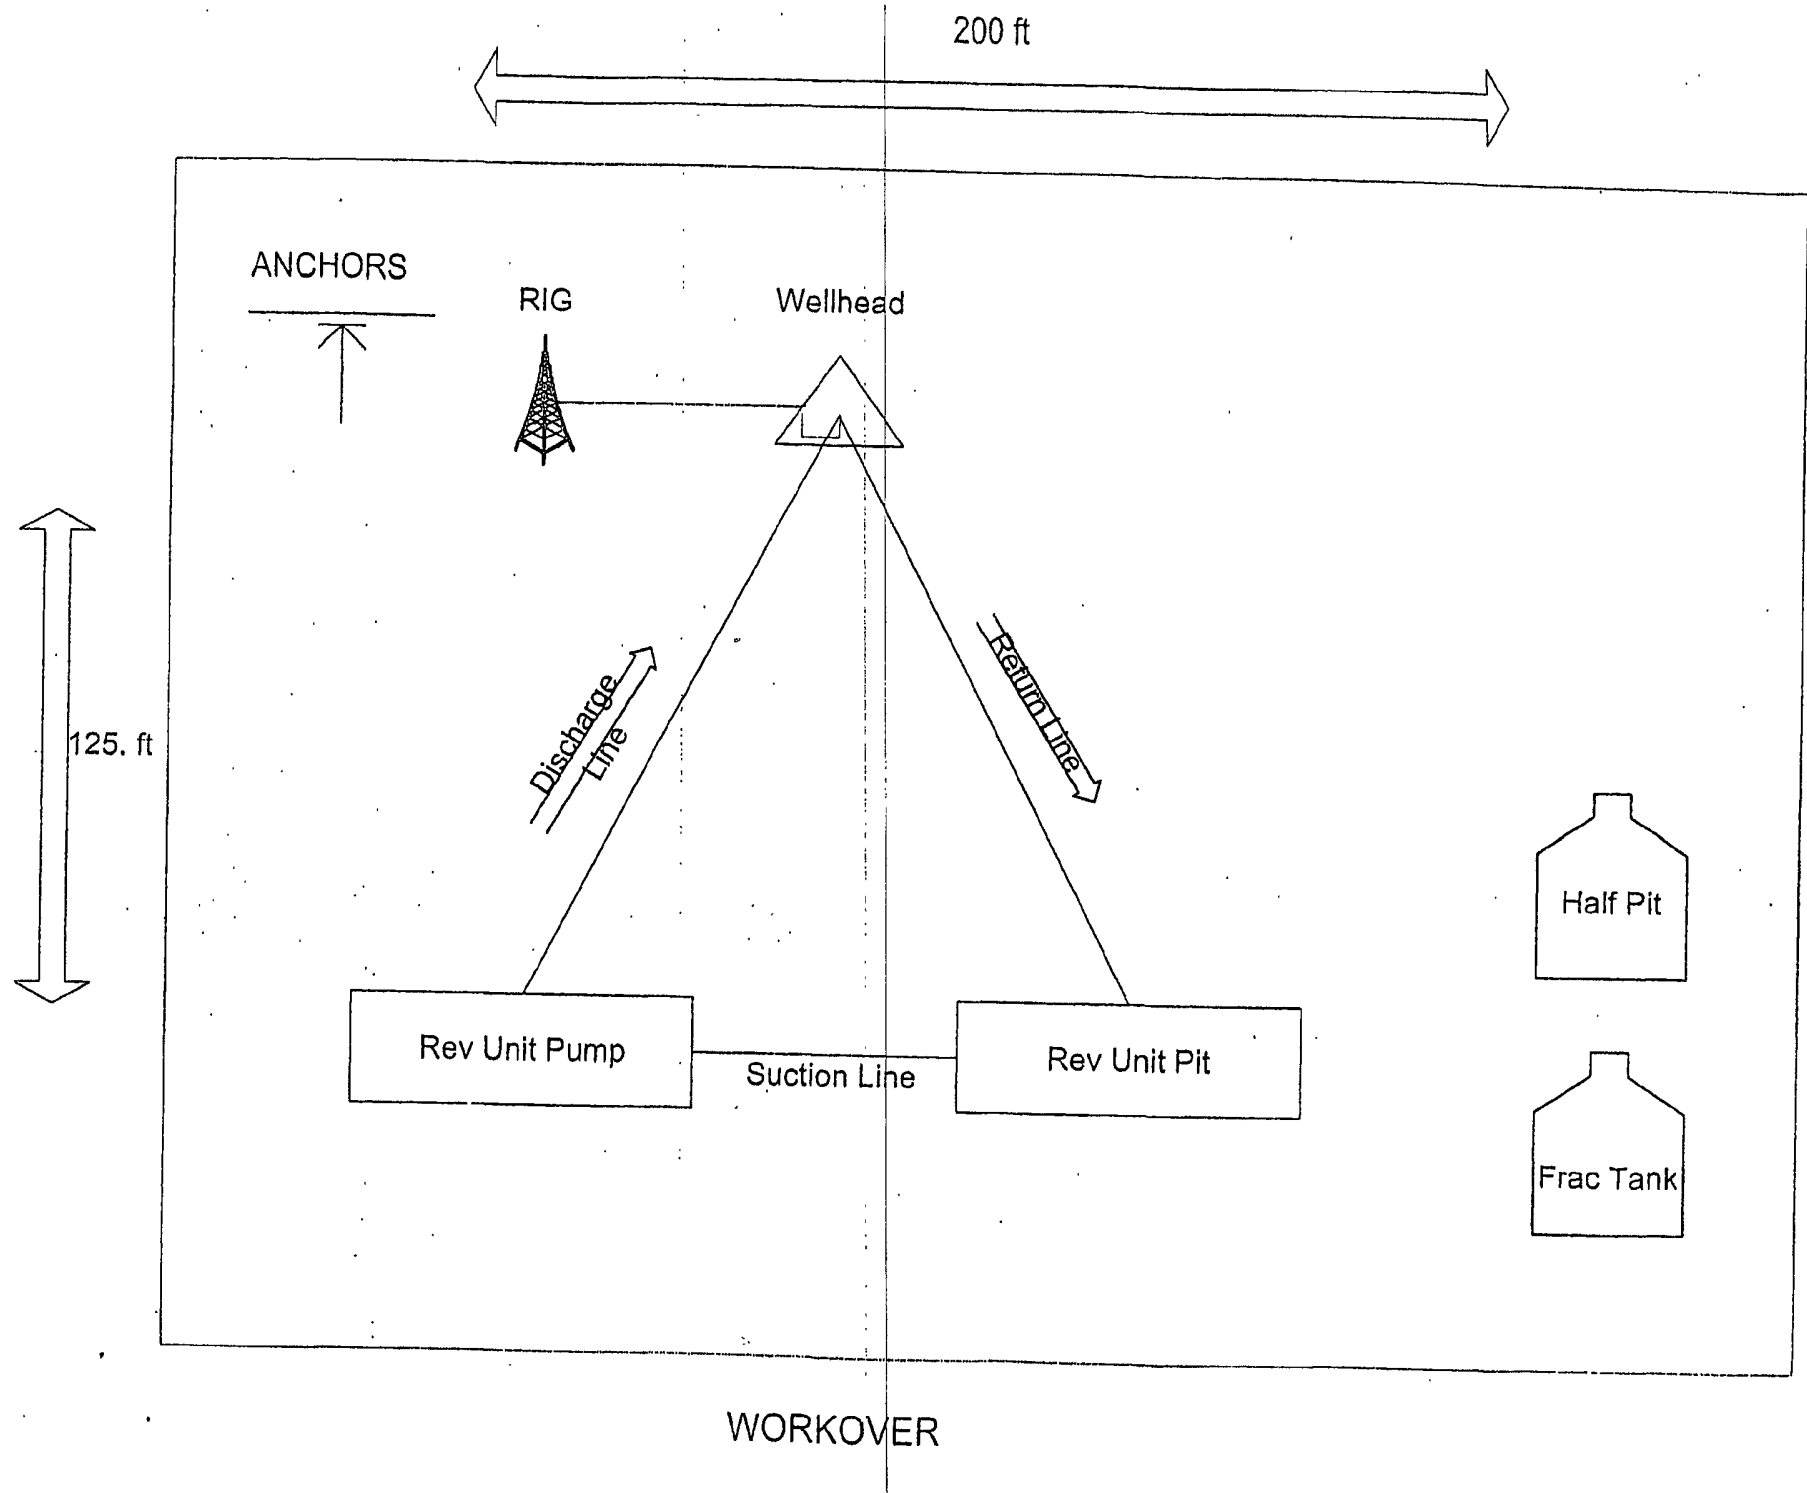 200 ft
ANCHORS
RIG
Wellhead
Discharge
Line
Return Line
125. ft
Half Pit
Rev Unit Pump
Suction Line
Rev Unit Pit
Frac Tank
WORKOVER